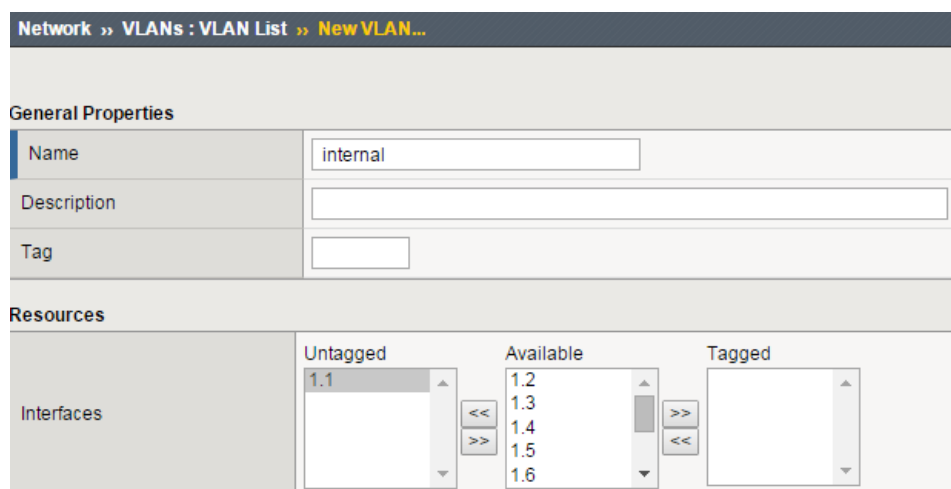 Network ›› VLANs : VLAN List ›› New VLAN...
General Properties
Name internal
Description
Tag
Resources
Untagged Available Tagged
Interfaces
1.1 1.2
1.3
1.4
1.5
1.6
<< >> >> <<